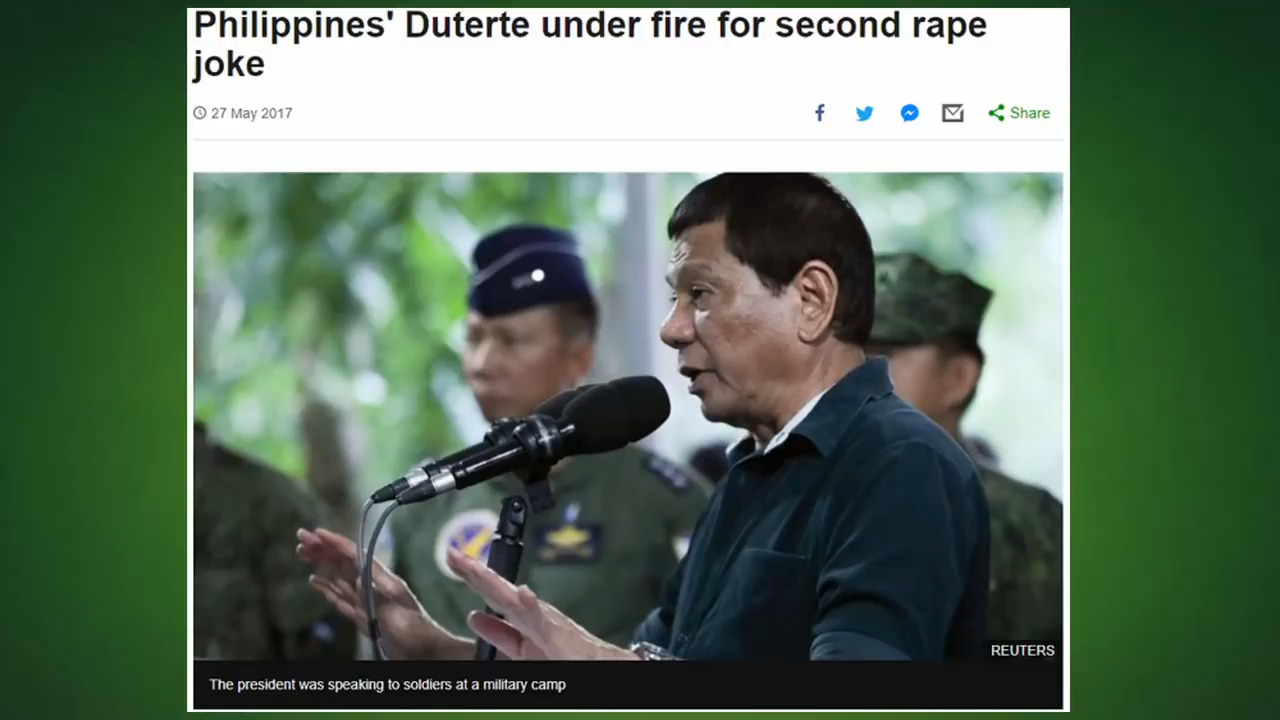 Philippines' Duterte under fire for second rape
joke
27 May 2017
Share
REUTERS
The president was speaking to soldiers at a military camp